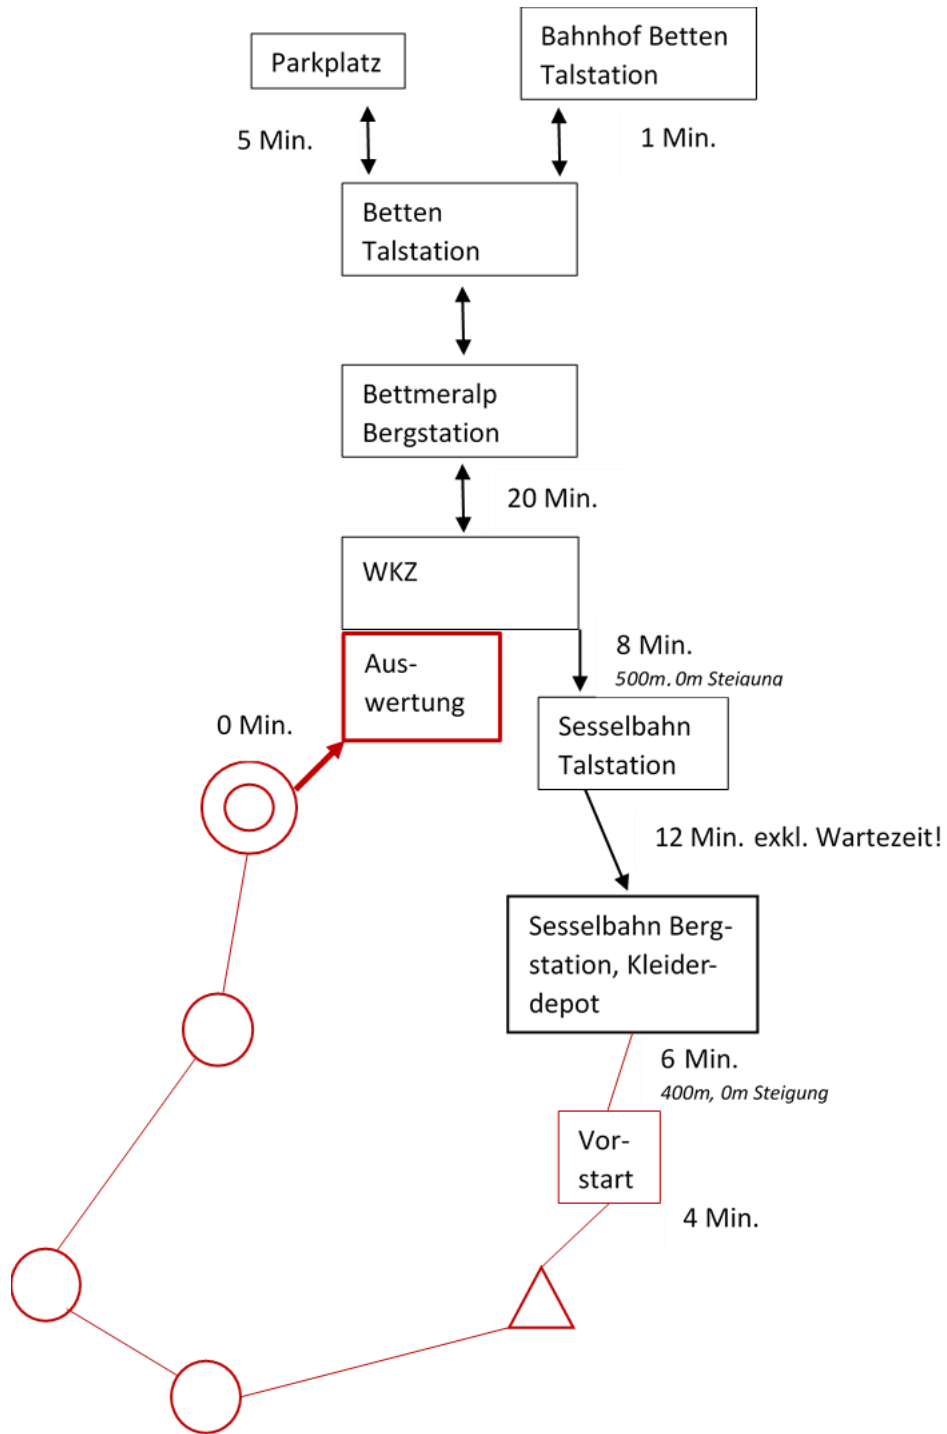 Parkplatz
Bahnhof Betten
Talstation
5 Min.
1 Min.
Betten
Talstation
Bettmeralp
Bergstation
20 Min.
WKZ
8 Min.
500m, 0m Steigung
Aus-
wertung
0 Min.
Sesselbahn
Talstation
12 Min. exkl. Wartezeit!
Sesselbahn Berg-
station, Kleider-
depot
6 Min.
400m, 0m Steigung
Vor-
start
4 Min.